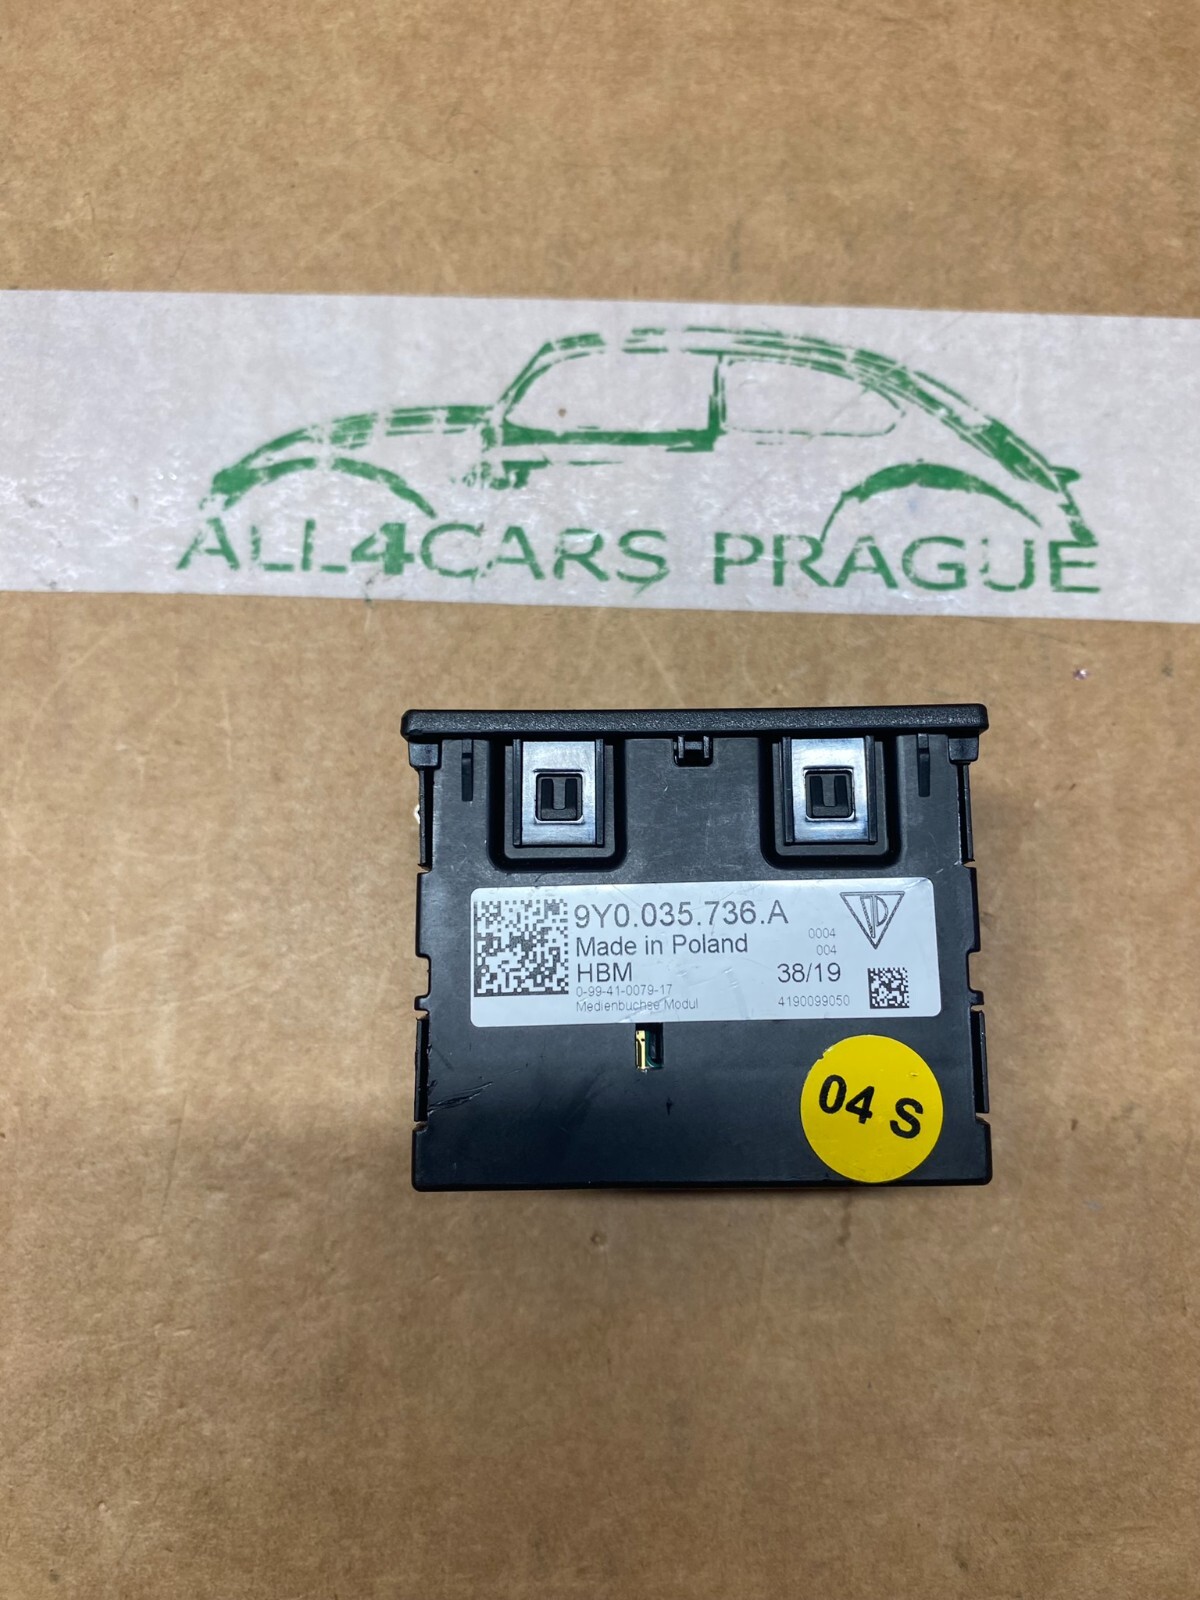 ALL4CARS PRAGUE
9Y0.035.736.A
Made in Poland
0004
004
HBM
38/19
0-99-41-0079-17
Medienbuchse Modul
4190099050
04 S